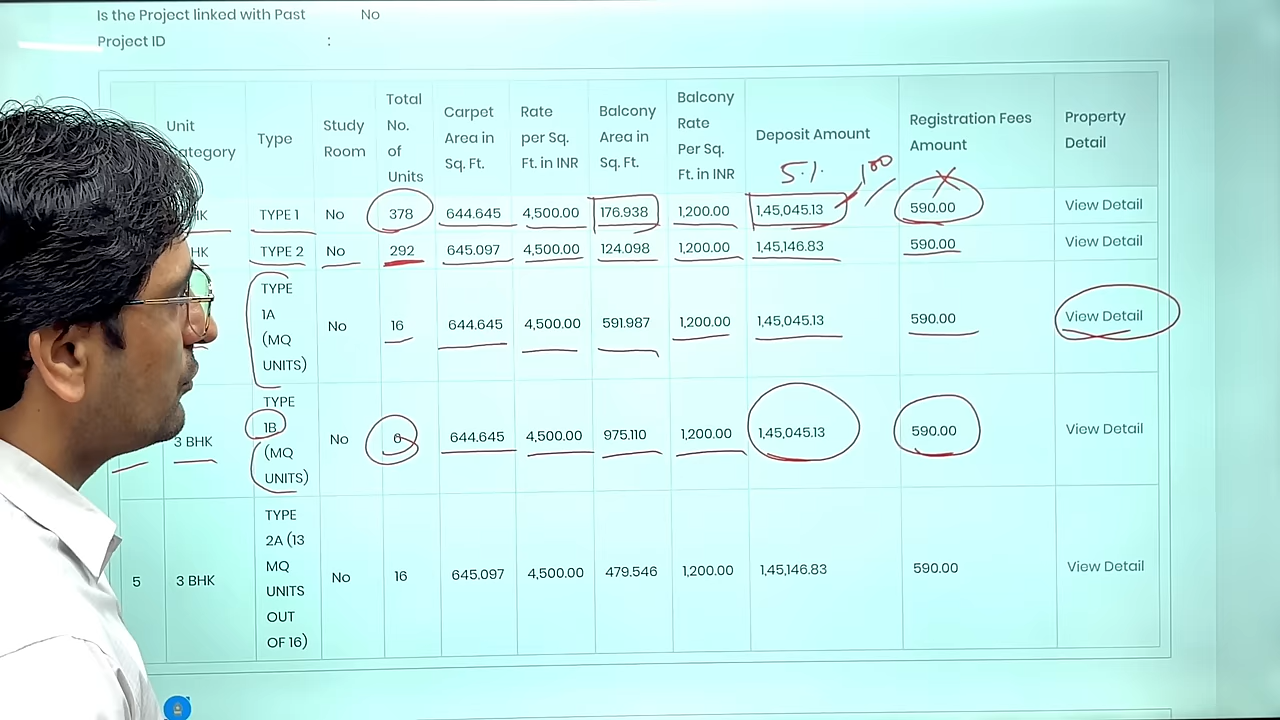 Is the Project linked with Past No
Project ID :
Unit Category Type Study Room Total No. of Units Carpet Area in Sq. Ft. Rate per Sq. Ft. in INR Balcony Area in Sq. Ft. Balcony Rate Per Sq. Ft. in INR Deposit Amount Registration Fees Amount Property Detail
5% 100
TYPE 1 No 378 644.645 4,500.00 176.938 1,200.00 1,45,045.13 590.00 View Detail
TYPE 2 No 292 645.097 4,500.00 124.098 1,200.00 1,45,146.83 590.00 View Detail
TYPE 1A (MQ UNITS) No 16 644.645 4,500.00 591.987 1,200.00 1,45,045.13 590.00 View Detail
3 BHK TYPE 1B (MQ UNITS) No 644.645 4,500.00 975.110 1,200.00 1,45,045.13 590.00 View Detail
5 3 BHK TYPE 2A (13 MQ UNITS OUT OF 16) No 16 645.097 4,500.00 479.546 1,200.00 1,45,146.83 590.00 View Detail